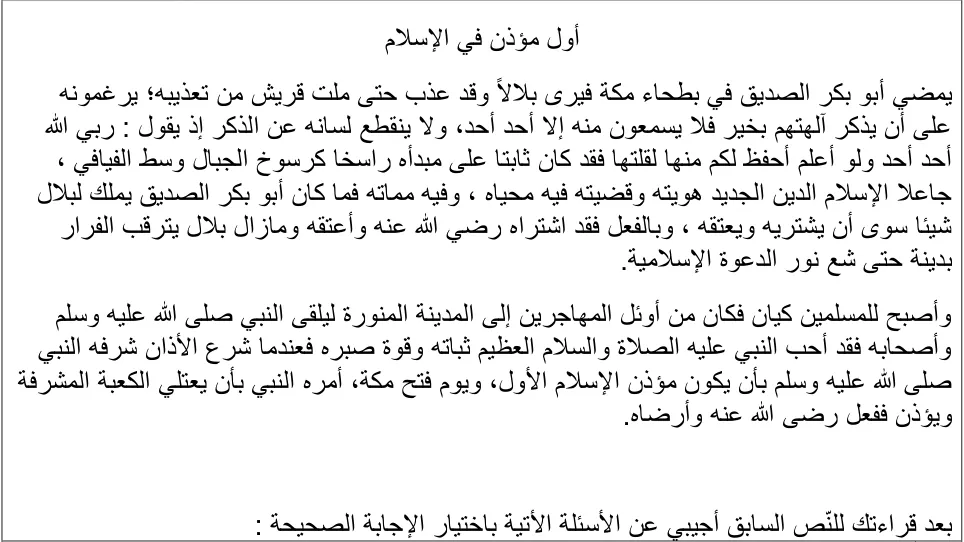 أول مؤذن في الإسلام
يمضي أبو بكر الصديق في بطحاء مكة فيرى بلالاً وقد عذب حتى ملت قريش من تعذيبه؛ يرغمونه
على أن يذكر آلهتهم بخير فلا يسمعون منه إلا أحد أحد، ولا ينقطع لسانه عن الذكر إذ يقول : ربي الله
أحد أحد ولو أعلم أحفظ لكم منها لقلتها فقد كان ثابتا على مبدأه راسخا كرسوخ الجبال وسط الفيافي ،
جاعلا الإسلام الدين الجديد هويته وقضيته فيه محياه ، وفيه مماته فما كان أبو بكر الصديق يملك لبلال
شيئا سوى أن يشتريه ويعتقه ، وبالفعل فقد اشتراه رضي الله عنه وأعتقه ومازال بلال يترقب الفرار
بدينة حتى شع نور الدعوة الإسلامية.
وأصبح للمسلمين كيان فكان من أوئل المهاجرين إلى المدينة المنورة ليلقى النبي صلى الله عليه وسلم
وأصحابه فقد أحب النبي عليه الصلاة والسلام العظيم ثباته وقوة صبره فعندما شرع الأذان شرفه النبي
صلى الله عليه وسلم بأن يكون مؤذن الإسلام الأول، ويوم فتح مكة، أمره النبي بأن يعتلي الكعبة المشرفة
ويؤذن ففعل رضى الله عنه وأرضاه.
بعد قراءتك للنّص السابق أجيبي عن الأسئلة الأتية باختيار الإجابة الصحيحة :